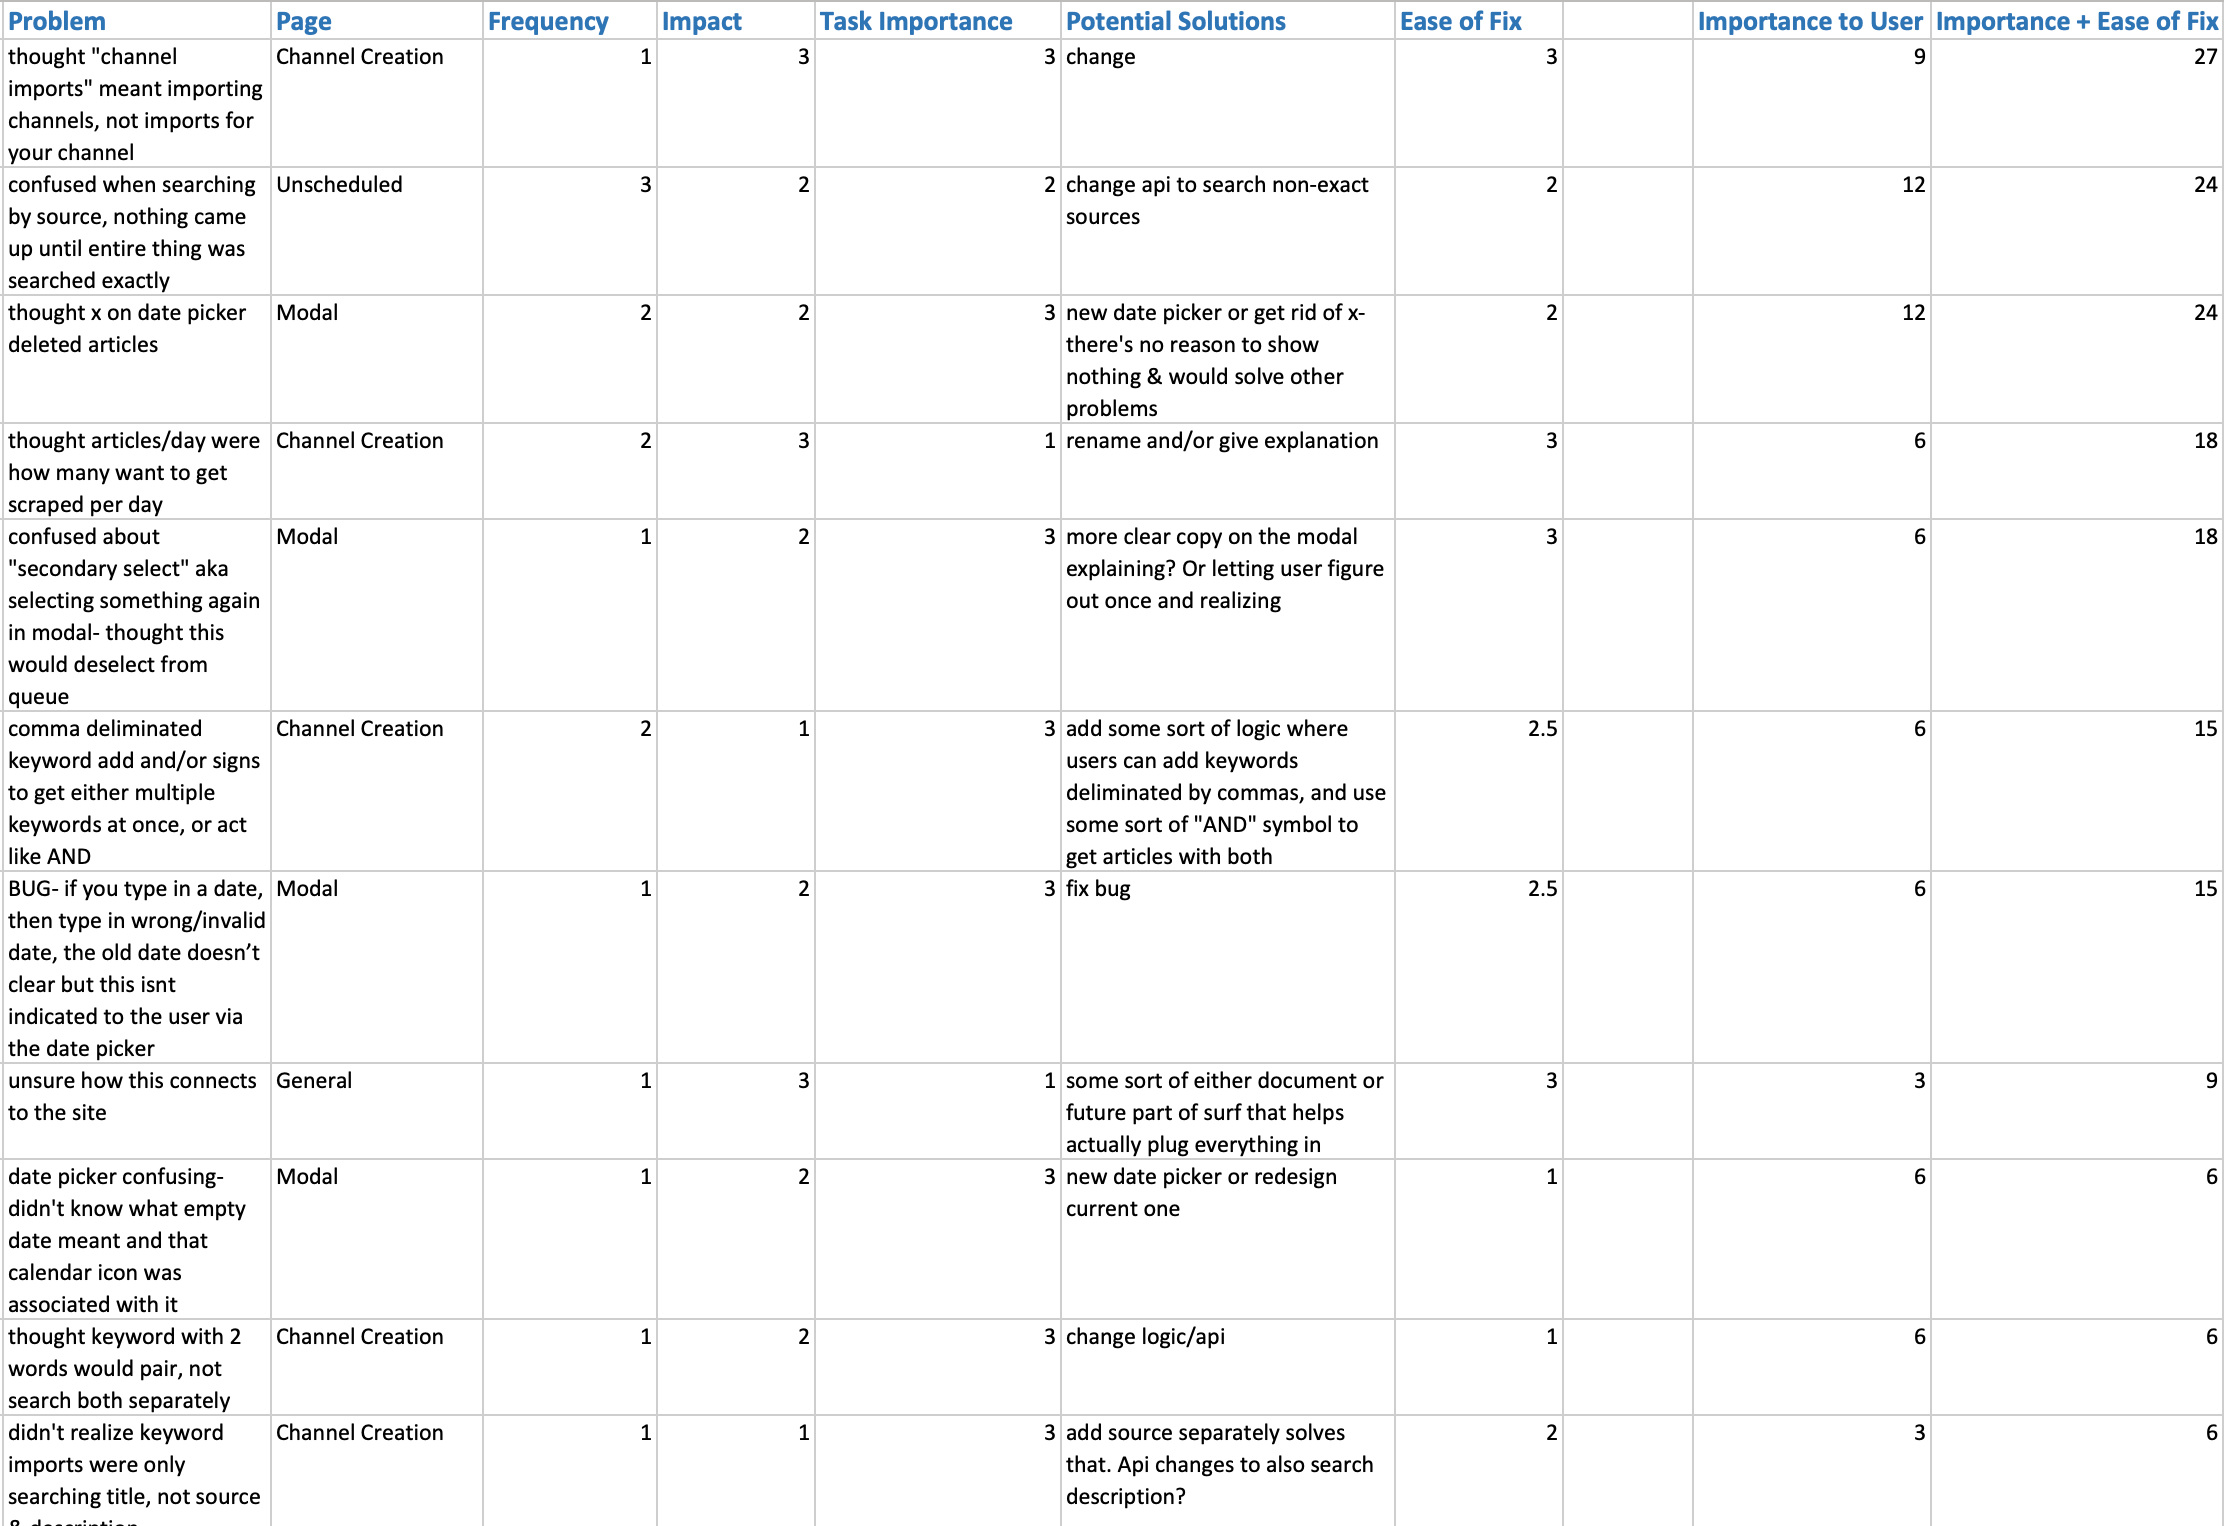 Problem Page Frequency Impact Task Importance Potential Solutions Ease of Fix Importance to User Importance + Ease of Fix
thought "channel Channel Creation 1 3 3 change 3 9 27
imports" meant importing
channels, not imports for
your channel
confused when searching Unscheduled 3 2 2 change api to search non-exact 2 12 24
by source, nothing came sources
up until entire thing was
searched exactly
thought x on date picker Modal 2 2 3 new date picker or get rid of x- 2 12 24
deleted articles there's no reason to show
nothing & would solve other
problems
thought articles/day were Channel Creation 2 3 1 rename and/or give explanation 3 6 18
how many want to get
scraped per day
confused about Modal 1 2 3 more clear copy on the modal 3 6 18
"secondary select" aka explaining? Or letting user figure
selecting something again out once and realizing
in modal- thought this
would deselect from
queue
comma deliminated Channel Creation 2 1 3 add some sort of logic where 2.5 6 15
keyword add and/or signs users can add keywords
to get either multiple deliminated by commas, and use
keywords at once, or act some sort of "AND" symbol to
like AND get articles with both
BUG- if you type in a date, Modal 1 2 3 fix bug 2.5 6 15
then type in wrong/invalid
date, the old date doesn’t
clear but this isnt
indicated to the user via
the date picker
unsure how this connects General 1 3 1 some sort of either document or 3 3 9
to the site future part of surf that helps
actually plug everything in
date picker confusing- Modal 1 2 3 new date picker or redesign 1 6 6
didn't know what empty current one
date meant and that
calendar icon was
associated with it
thought keyword with 2 Channel Creation 1 2 3 change logic/api 1 6 6
words would pair, not
search both separately
didn't realize keyword Channel Creation 1 1 3 add source separately solves 2 3 6
imports were only that. Api changes to also search
searching title, not source description?